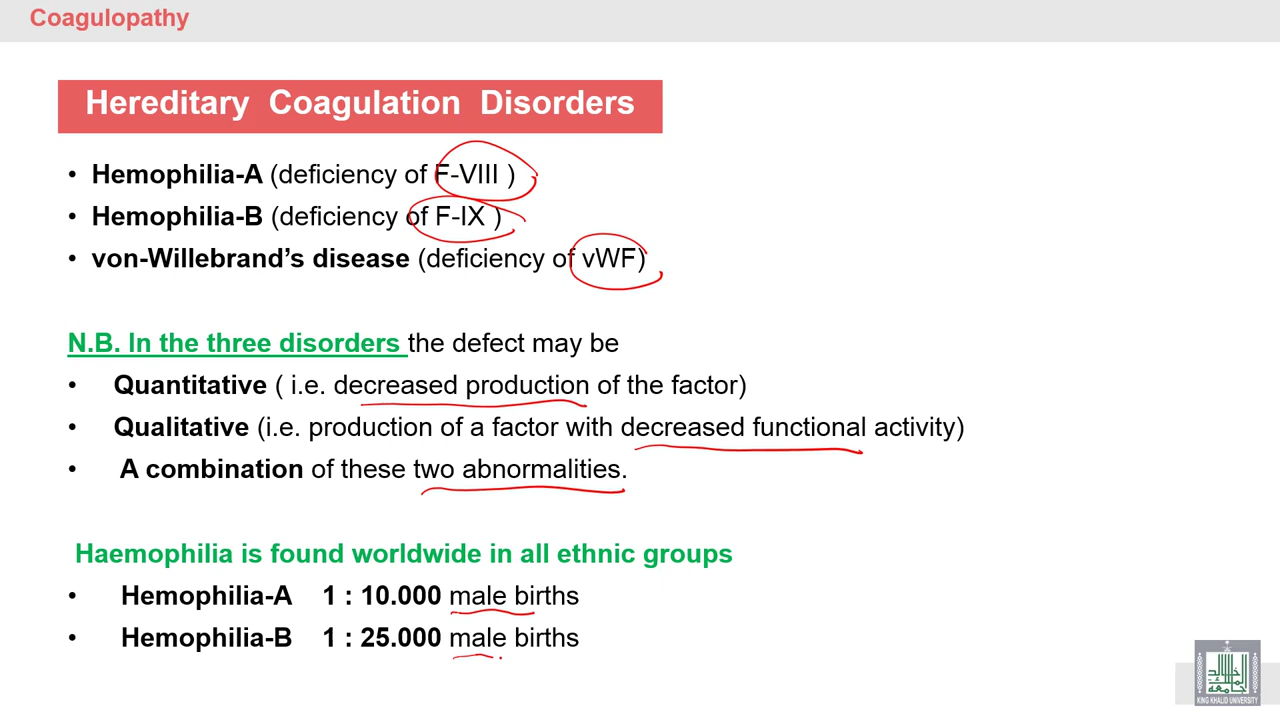 Coagulopathy
Hereditary Coagulation Disorders
• Hemophilia-A (deficiency of F-VIII )
• Hemophilia-B (deficiency of F-IX )
• von-Willebrand’s disease (deficiency of vWF)
N.B. In the three disorders the defect may be
• Quantitative ( i.e. decreased production of the factor)
• Qualitative (i.e. production of a factor with decreased functional activity)
• A combination of these two abnormalities.
Haemophilia is found worldwide in all ethnic groups
• Hemophilia-A 1 : 10.000 male births
• Hemophilia-B 1 : 25.000 male births
KING KHALID UNIVERSITY